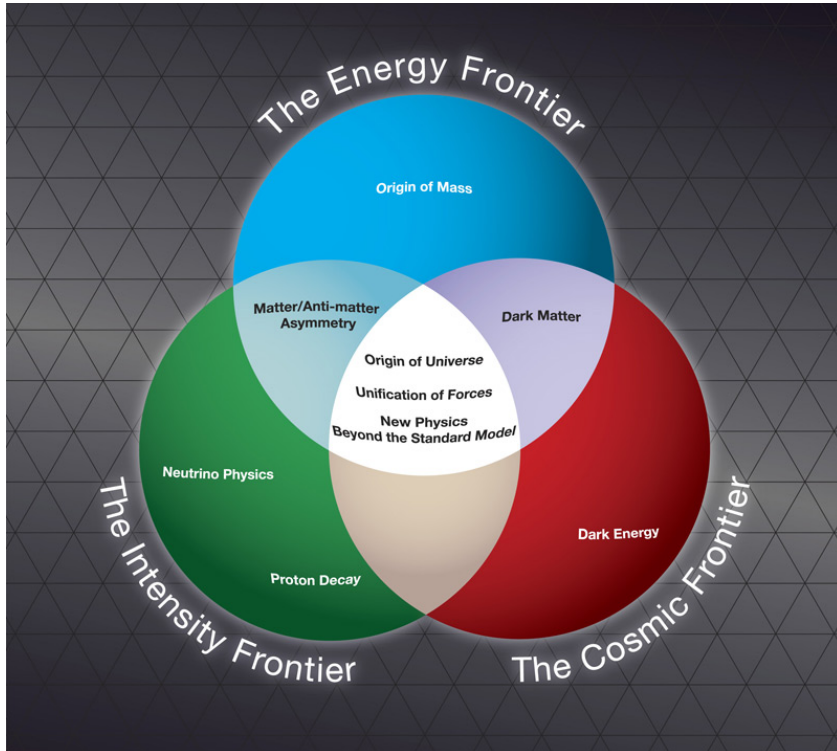 The Energy Frontier
Origin of Mass
Matter/Anti-matter
Asymmetry
Dark Matter
Origin of Universe
Unification of Forces
New Physics
Beyond the Standard Model
Neutrino Physics
Proton Decay
Dark Energy
The Intensity Frontier
The Cosmic Frontier